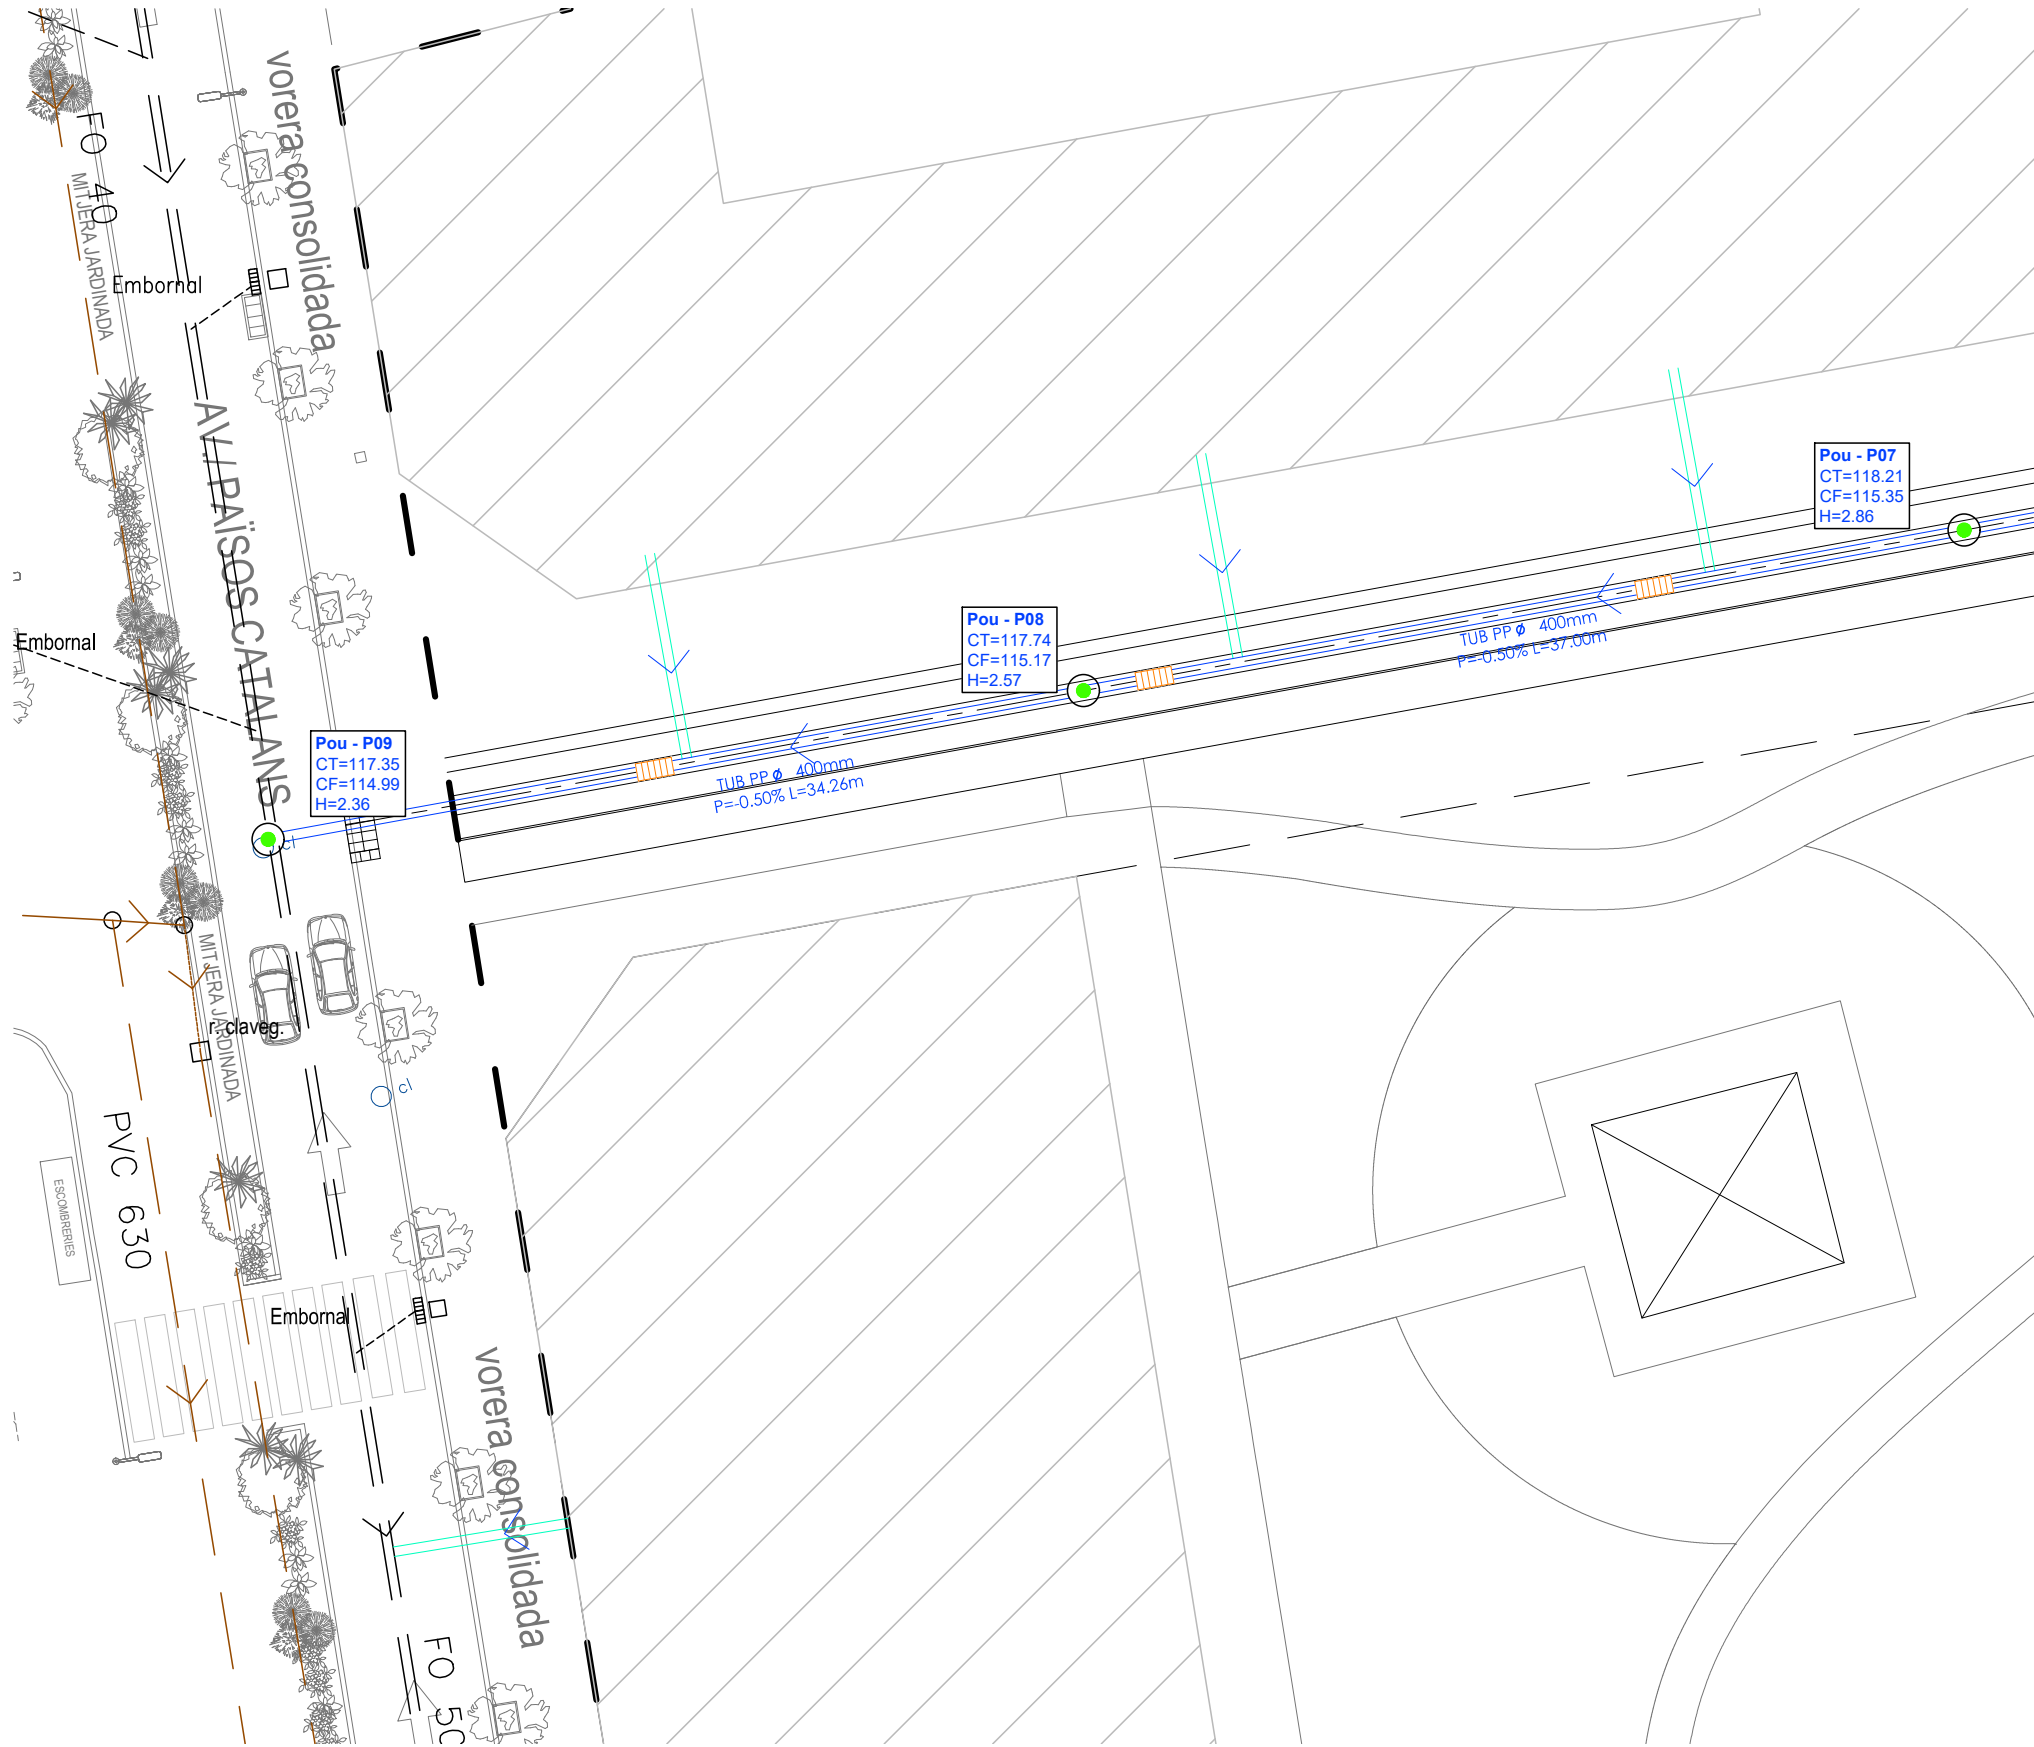 vorera consolidada
FO 40
MITJERA JARDINADA
Embornal
AV./ PAÏSOS CATALANS
Embornal
Pou - P07
CT=118.21
CF=115.35
H=2.86
Pou - P08
CT=117.74
CF=115.17
H=2.57
TUB PP Ø 400mm
P=-0.50% L=37.00m
Pou - P09
CT=117.35
CF=114.99
H=2.36
TUB PP Ø 400mm
P=-0.50% L=34.26m
cl
MITJERA JARDINADA
r. claveg.
cl
PVC 630
ESCOMBRERIES
Embornal
vorera consolidada
FO 50